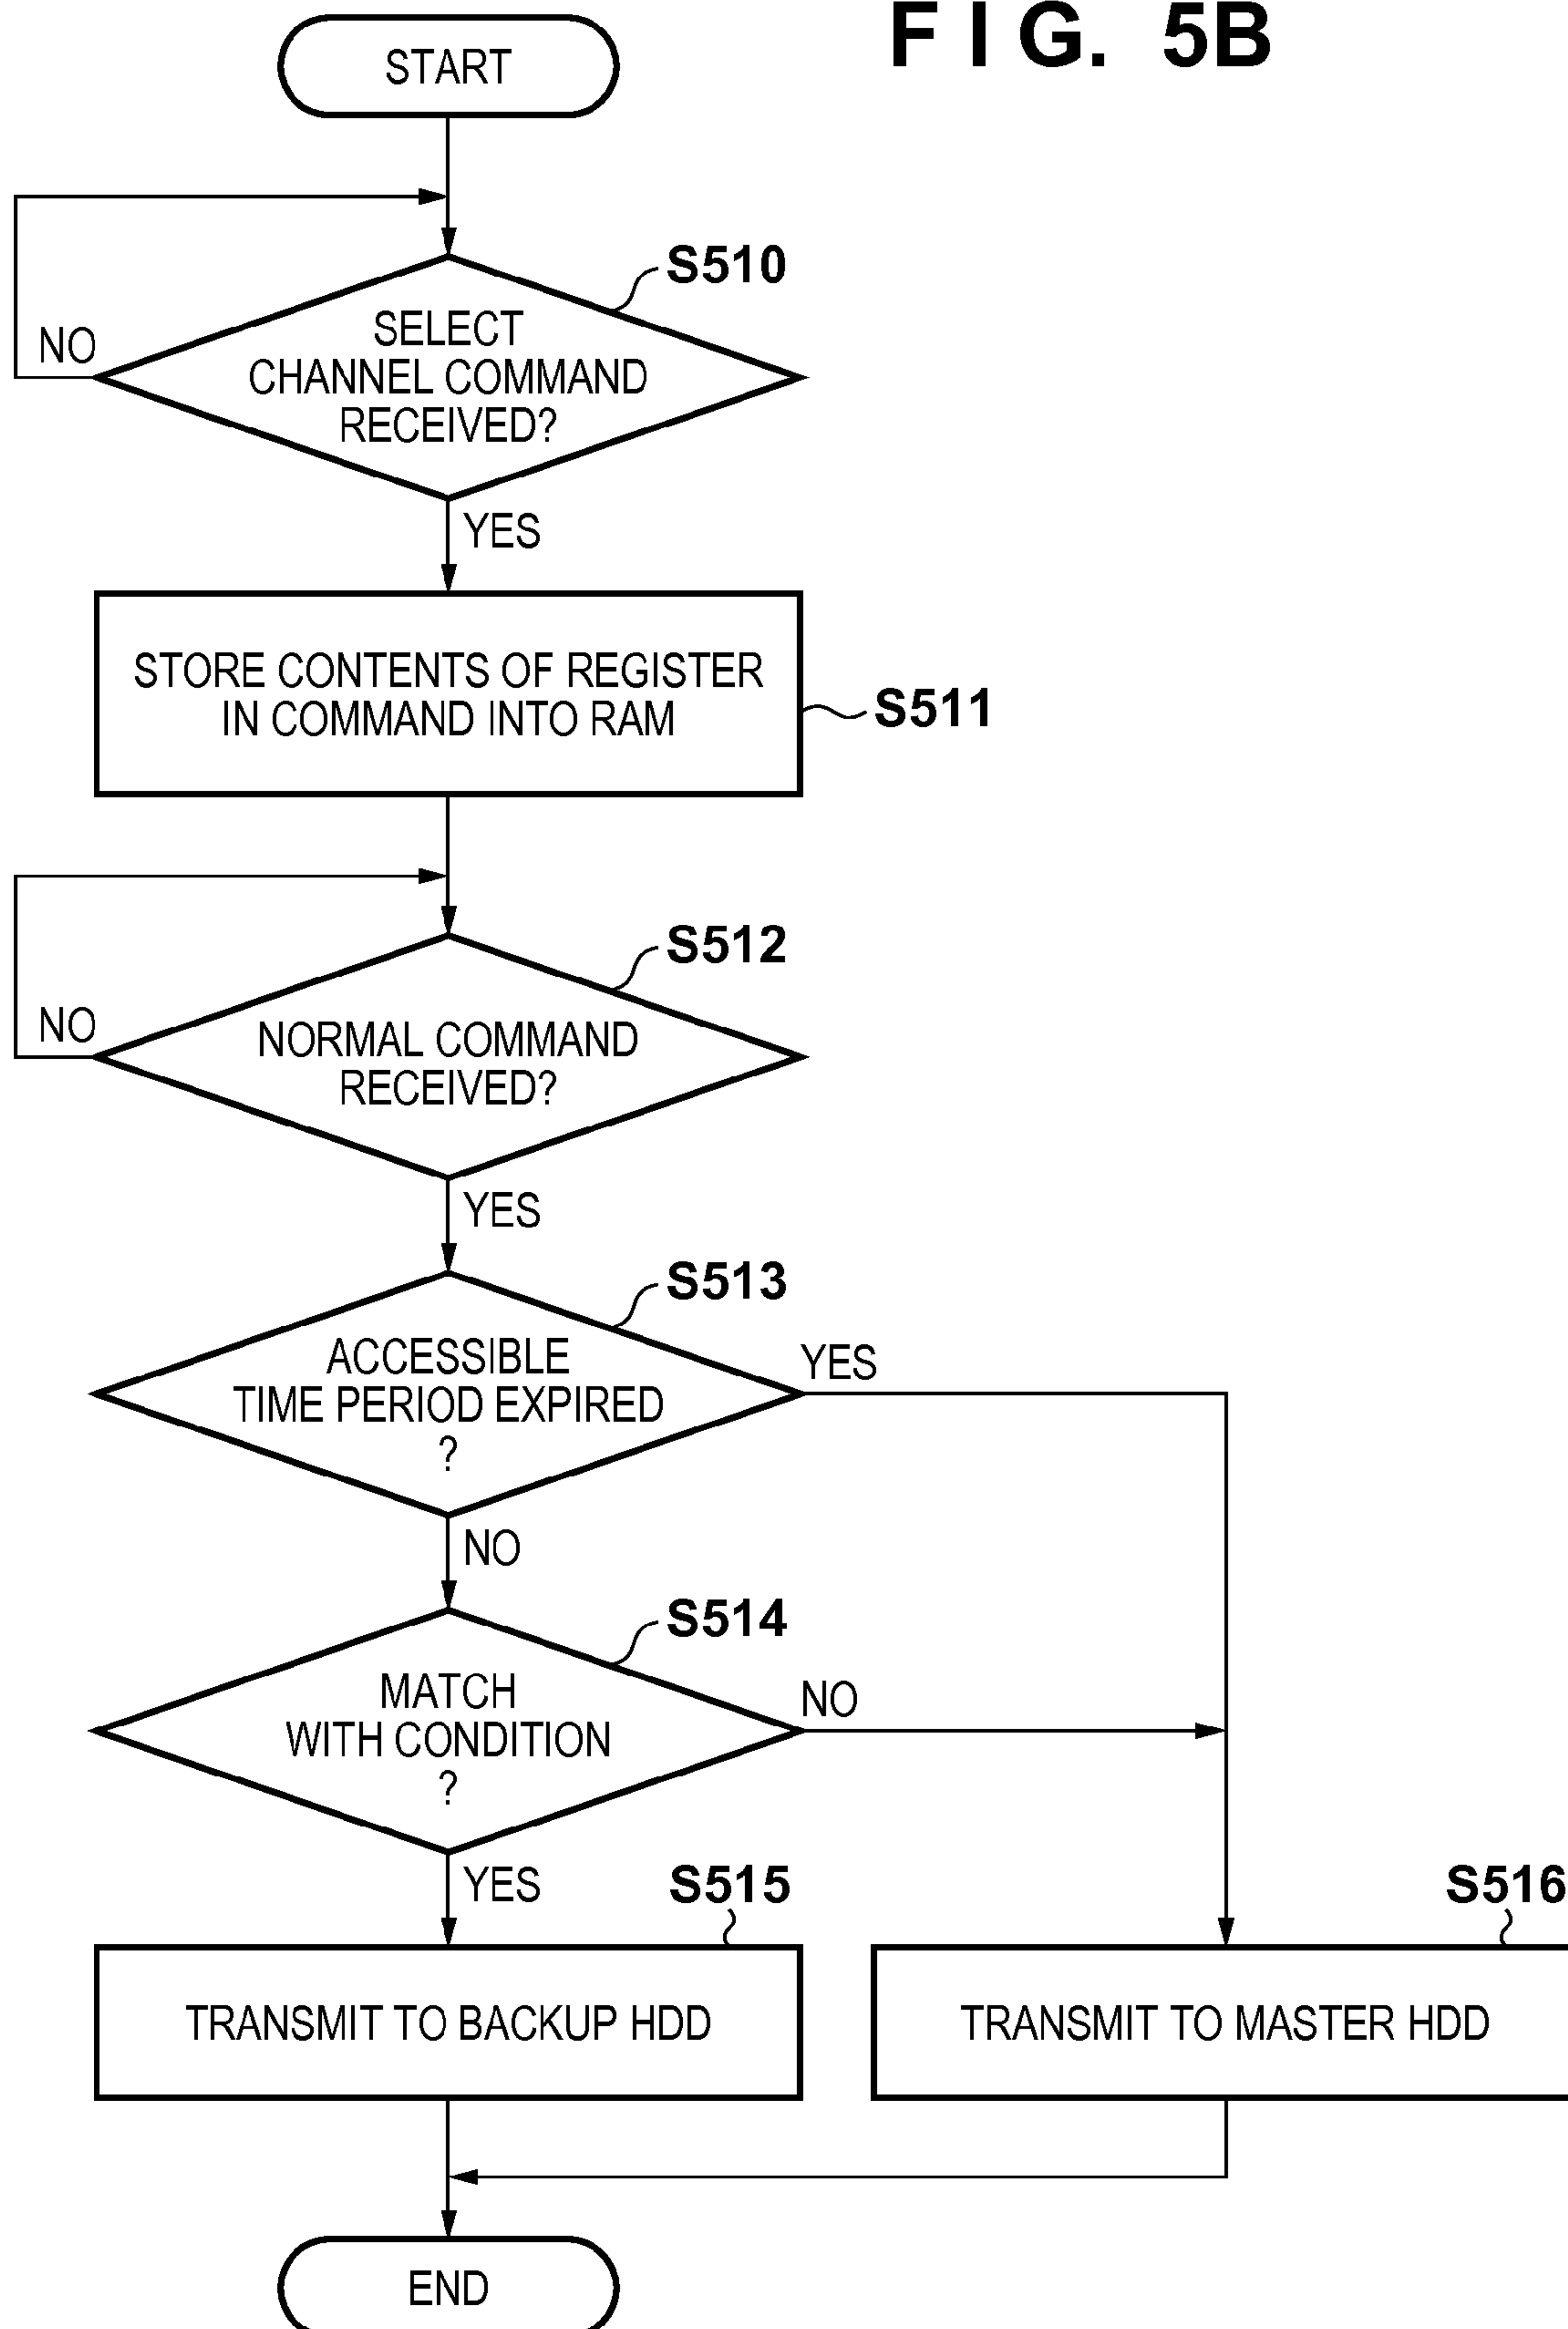 FIG. 5B
START
S510
SELECT
CHANNEL COMMAND
RECEIVED?
NO
YES
STORE CONTENTS OF REGISTER
IN COMMAND INTO RAM
S511
S512
NORMAL COMMAND
RECEIVED?
NO
YES
S513
ACCESSIBLE
TIME PERIOD EXPIRED
?
YES
NO
S514
MATCH
WITH CONDITION
?
NO
YES
S515
S516
TRANSMIT TO BACKUP HDD
TRANSMIT TO MASTER HDD
END